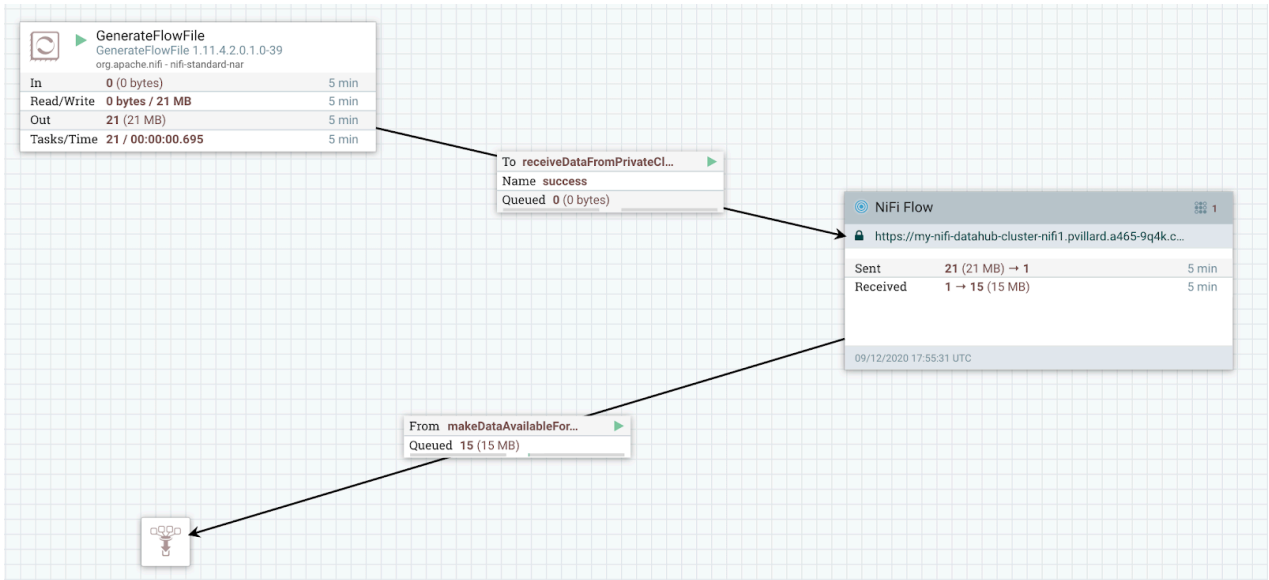 GenerateFlowFile
GenerateFlowFile 1.11.4.2.0.1.0-39
org.apache.nifi - nifi-standard-nar
In 0 (0 bytes) 5 min
Read/Write 0 bytes / 21 MB 5 min
Out 21 (21 MB) 5 min
Tasks/Time 21 / 00:00:00.695 5 min
To receiveDataFromPrivateCl...
Name success
Queued 0 (0 bytes)
NiFi Flow 1
https://my-nifi-datahub-cluster-nifi1.pvillard.a465-9q4k.c...
Sent 21 (21 MB) → 1 5 min
Received 1 → 15 (15 MB) 5 min
09/12/2020 17:55:31 UTC
From makeDataAvailableFor...
Queued 15 (15 MB)